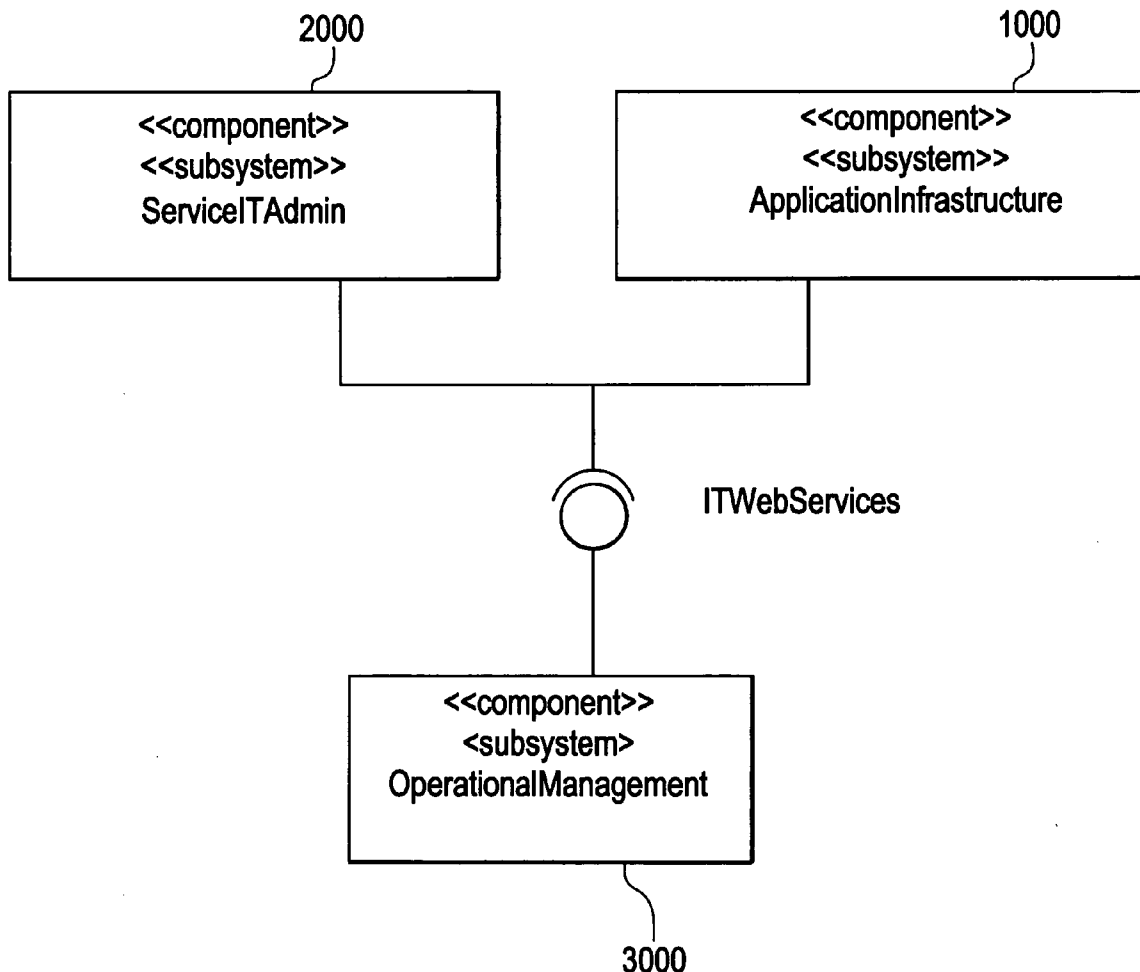 2000
1000
<<component>>
<<subsystem>>
ServiceITAdmin
<<component>>
<<subsystem>>
ApplicationInfrastructure
ITWebServices
<<component>>
<subsystem>
OperationalManagement
3000